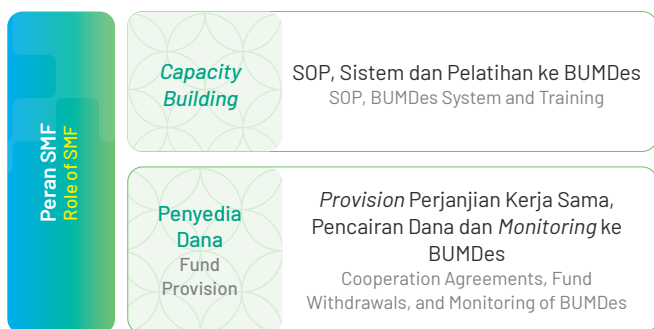 Peran SMF
Role of SMF
Capacity
Building
SOP, Sistem dan Pelatihan ke BUMDes
SOP, BUMDes System and Training
Penyedia
Dana
Fund
Provision
Provision Perjanjian Kerja Sama,
Pencairan Dana dan Monitoring ke
BUMDes
Cooperation Agreements, Fund
Withdrawals, and Monitoring of BUMDes